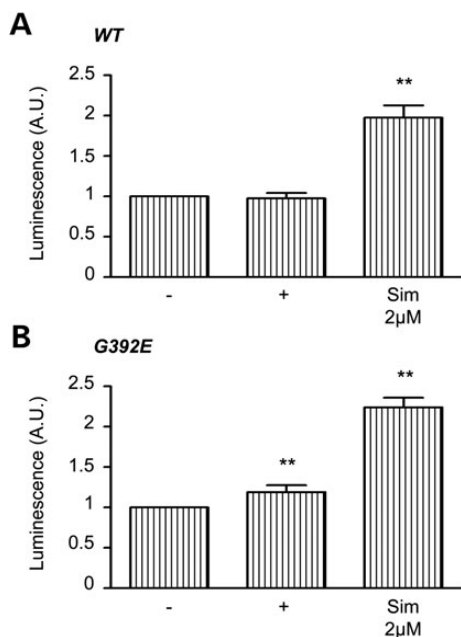 A
WT
Luminescence (A.U.)
2.5
2
1.5
1
0.5
0
**
- + Sim
2µM
B
G392E
Luminescence (A.U.)
2.5
2
1.5
1
0.5
0
**
**
- + Sim
2µM